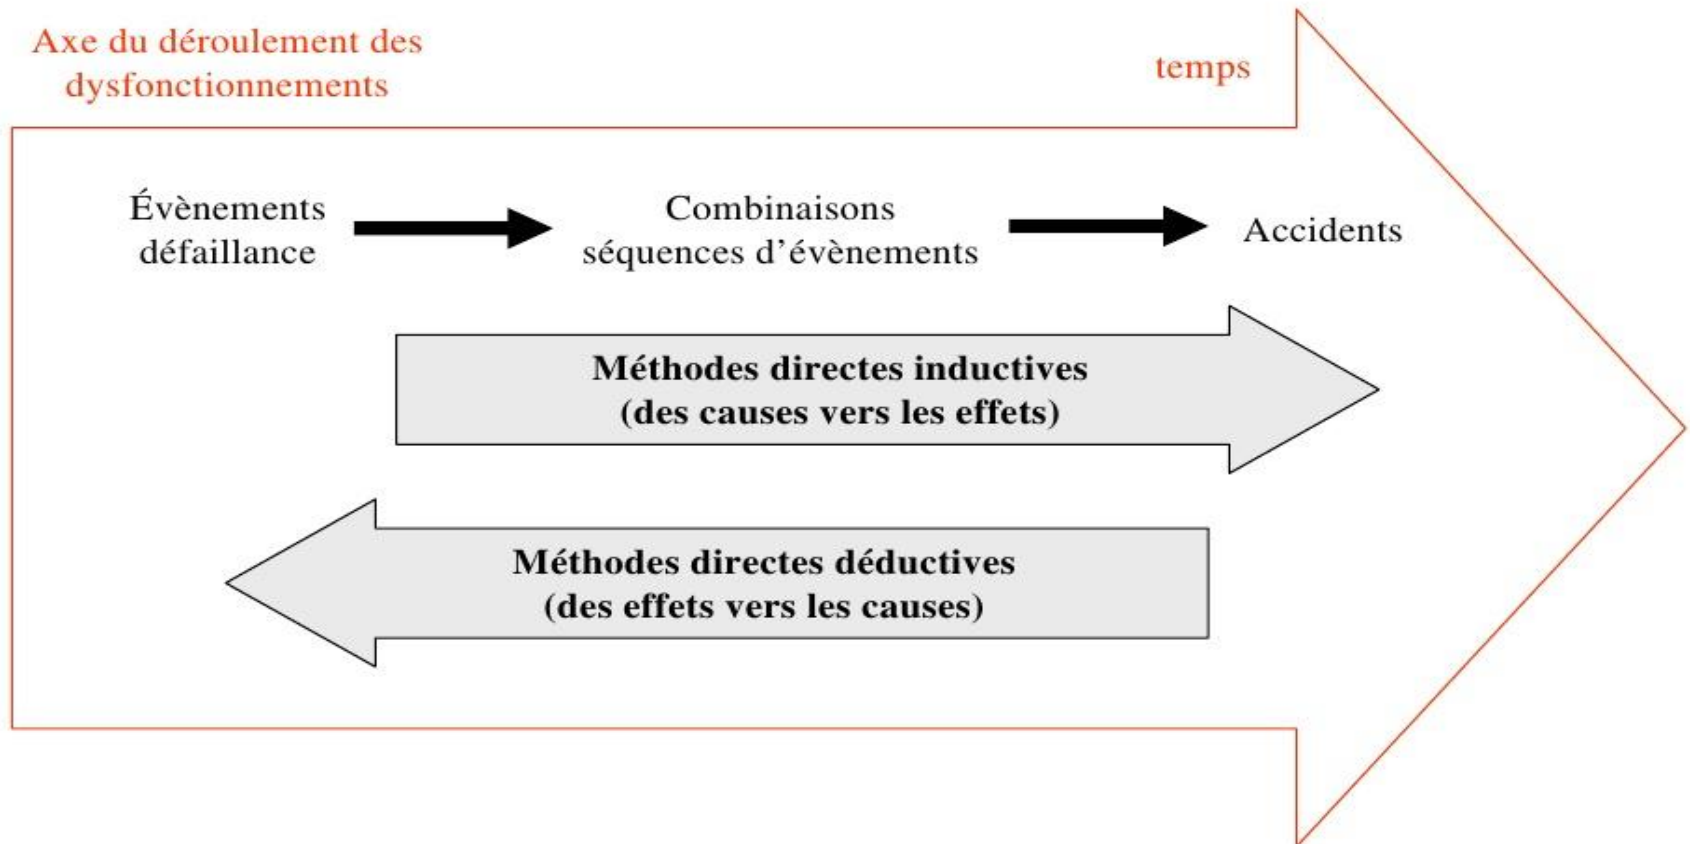 Axe du déroulement des
dysfonctionnements
temps
Évènements
défaillance
Combinaisons
séquences d'évènements
Accidents
Méthodes directes inductives
(des causes vers les effets)
Méthodes directes déductives
(des effets vers les causes)